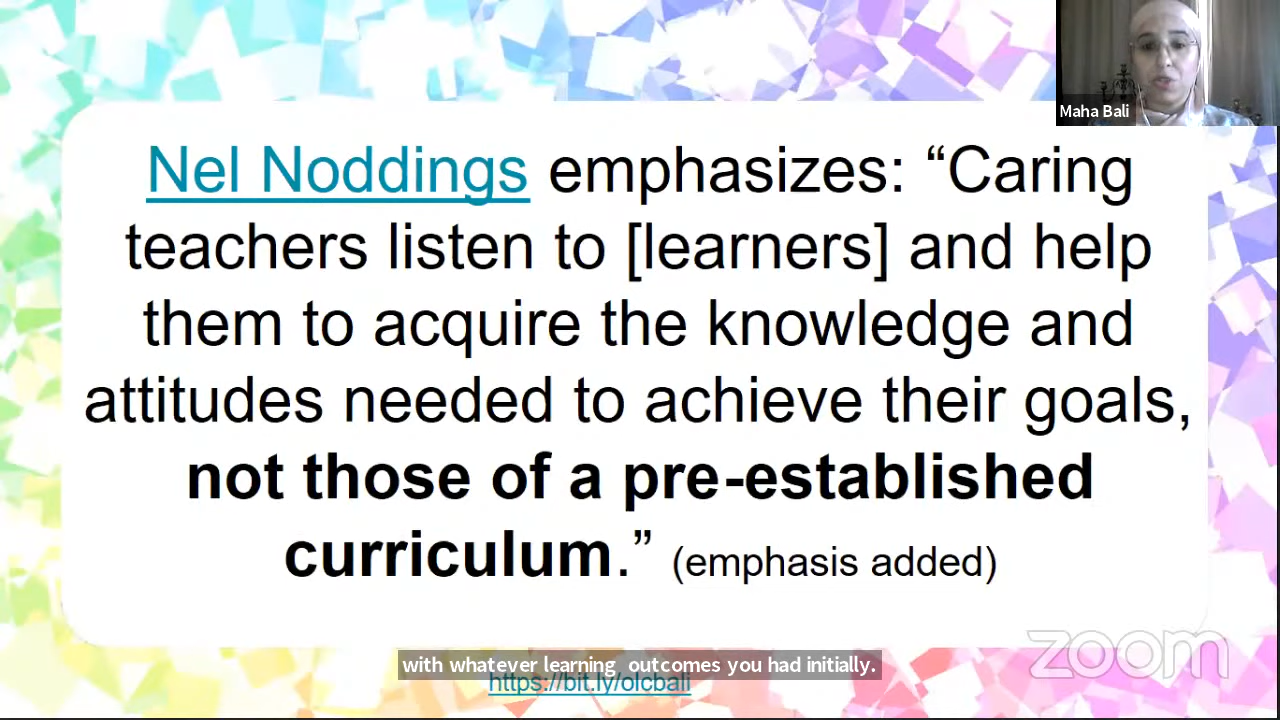 Maha Bali
Nel Noddings emphasizes: “Caring
teachers listen to [learners] and help
them to acquire the knowledge and
attitudes needed to achieve their goals,
not those of a pre-established
curriculum.” (emphasis added)
zoom
with whatever learning outcomes you had initially.
https://bit.ly/olcbali